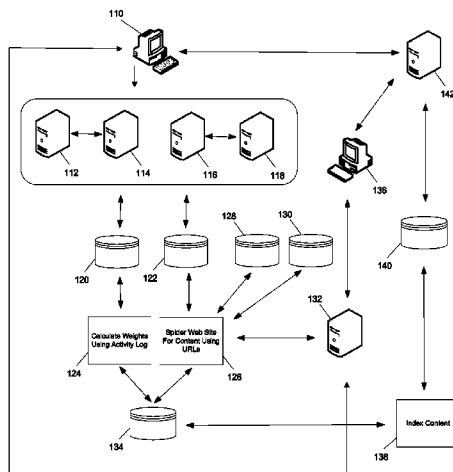 110
142
112
114
116
118
136
128
130
120
122
140
132
Calculate Weights
Using Activity Log
Spider Web Site
For Content Using
URLs
124
126
134
Index Content
138